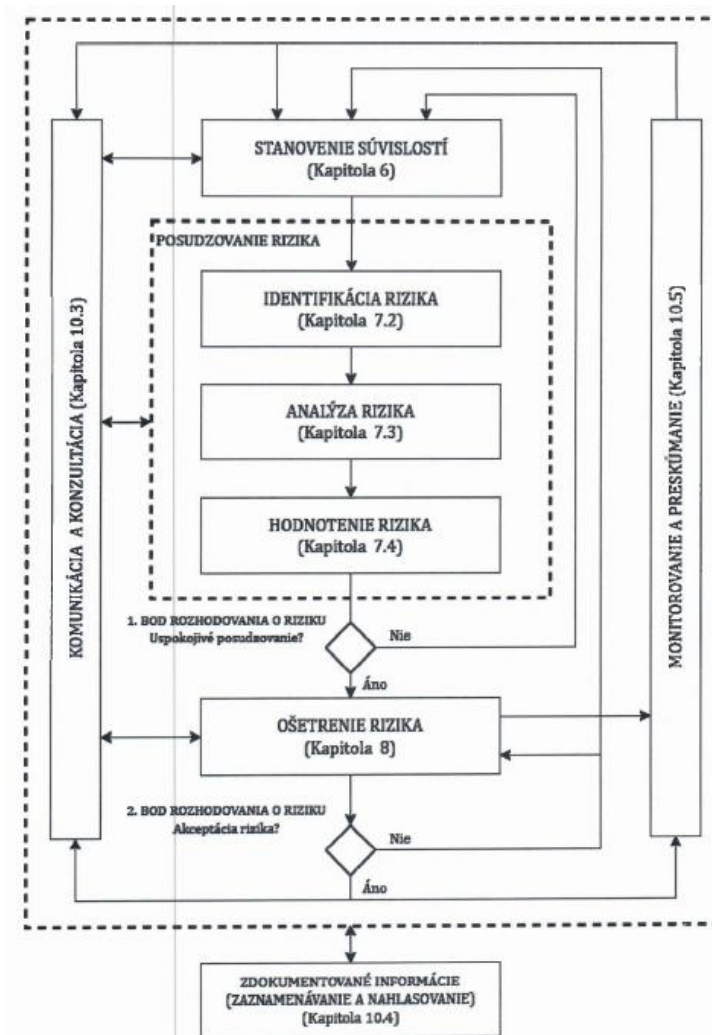 STANOVENIE SÚVISLOSTÍ
(Kapitola 6)
POSUDZOVANIE RIZIKA
IDENTIFIKÁCIA RIZIKA
(Kapitola 7.2)
ANALÝZA RIZIKA
(Kapitola 7.3)
HODNOTENIE RIZIKA
(Kapitola 7.4)
KOMUNIKÁCIA A KONZULTÁCIA (Kapitola 10.3)
MONITOROVANIE A PRESKÚMANIE (Kapitola 10.5)
1. BOD ROZHODOVANIA O RIZIKU
Uspokojivé posudzovanie?
Nie
Áno
OŠETRENIE RIZIKA
(Kapitola 8)
2. BOD ROZHODOVANIA O RIZIKU
Akceptácia rizika?
Nie
Áno
ZDOKUMENTOVANÉ INFORMÁCIE
(ZAZNAMENÁVANIE A NAHLASOVANIE)
(Kapitola 10.4)